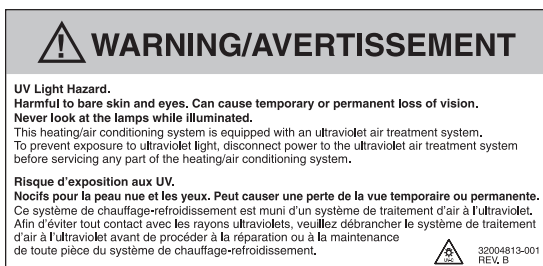 WARNING/AVERTISSEMENT
UV Light Hazard.
Harmful to bare skin and eyes. Can cause temporary or permanent loss of vision.
Never look at the lamps while illuminated.
This heating/air conditioning system is equipped with an ultraviolet air treatment system.
To prevent exposure to ultraviolet light, disconnect power to the ultraviolet air treatment system
before servicing any part of the heating/air conditioning system.
Risque d'exposition aux UV.
Nocifs pour la peau nue et les yeux. Peut causer une perte de la vue temporaire ou permanente.
Ce système de chauffage-refroidissement est muni d'un système de traitement d'air à l'ultraviolet.
Afin d'éviter tout contact avec les rayons ultraviolets, veuillez débrancher le système de traitement
d'air à l'ultraviolet avant de procéder à la réparation ou à la maintenance
de toute pièce du système de chauffage-refroidissement.
32004813-001
REV. B